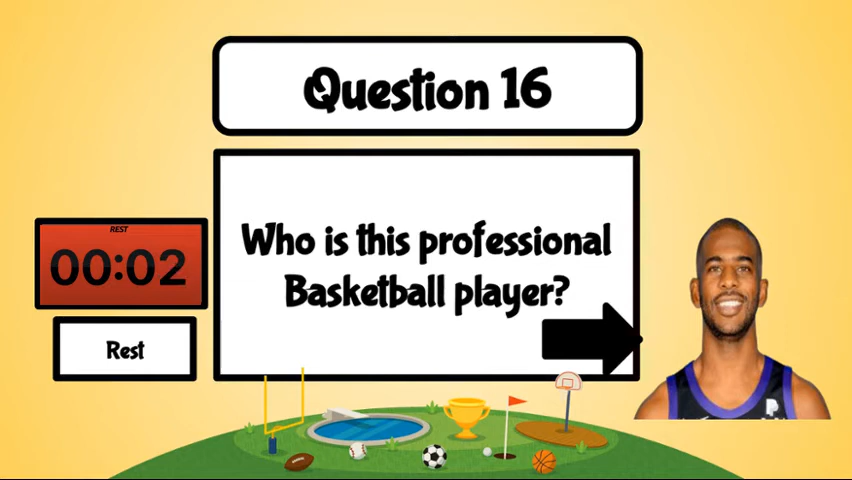 Question 16
Who is this professional
Basketball player?
REST
00:02
Rest
P